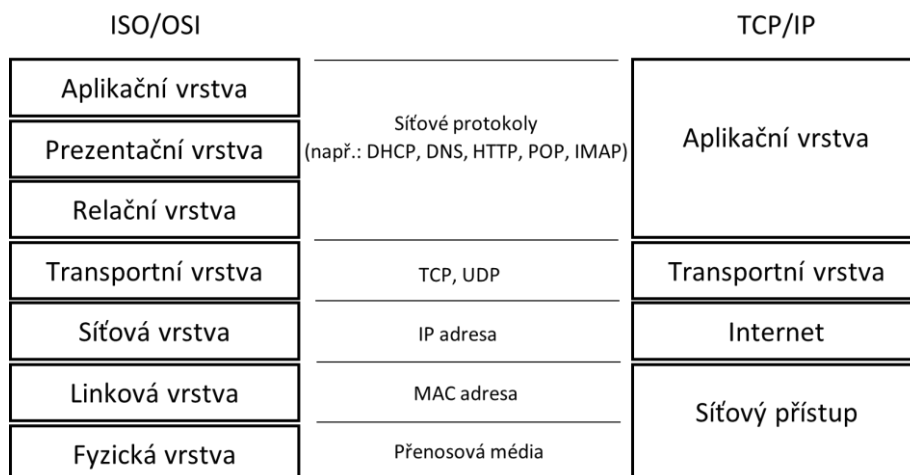 ISO/OSI
TCP/IP
Aplikační vrstva
Prezentační vrstva
Relační vrstva
Transportní vrstva
Síťová vrstva
Linková vrstva
Fyzická vrstva
Síťové protokoly
(např.: DHCP, DNS, HTTP, POP, IMAP)
TCP, UDP
IP adresa
MAC adresa
Přenosová média
Aplikační vrstva
Transportní vrstva
Internet
Síťový přístup